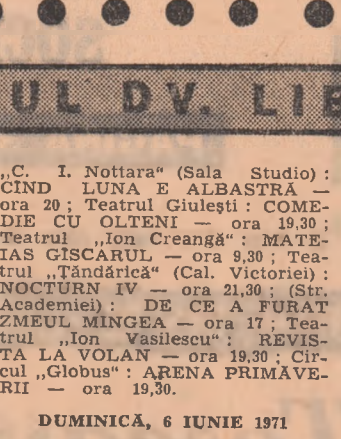 UL DV. LIE
„C. I. Nottara" (Sala Studio) :
CÎND LUNA E ALBASTRĂ —
ora 20 ; Teatrul Giulești : COME-
DIE CU OLTENI — ora 19,30 ;
Teatrul „Ion Creangă" : MATE-
IAS GÎSCARUL — ora 9,30 ; Tea-
trul „Țăndărică" (Cal. Victoriei) :
NOCTURN IV — ora 21,30 ; (Str.
Academiei) : DE CE A FURAT
ZMEUL MINGEA — ora 17 ; Tea-
trul „Ion Vasilescu" : REVIS-
TA LA VOLAN — ora 19,30 ; Cir-
cul „Globus" : ARENA PRIMĂVE-
RII — ora 19,30.
DUMINICĂ, 6 IUNIE 1971